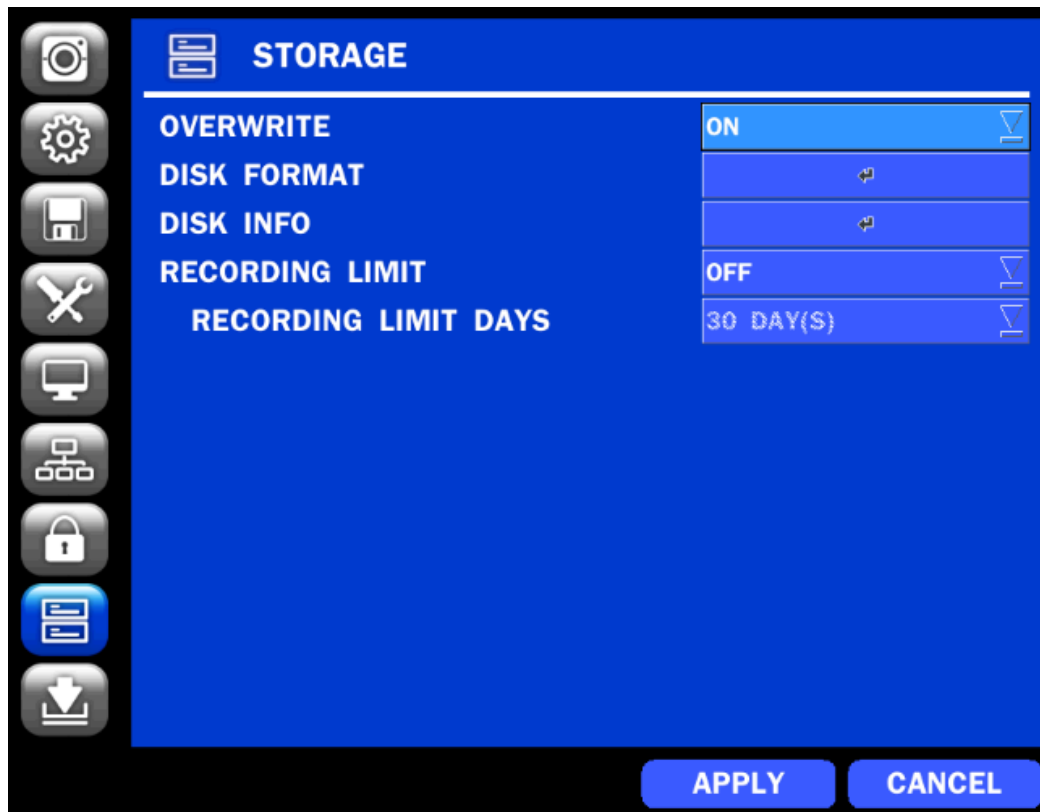 STORAGE
OVERWRITE ON
DISK FORMAT
DISK INFO
RECORDING LIMIT OFF
RECORDING LIMIT DAYS 30 DAY(S)
APPLY CANCEL